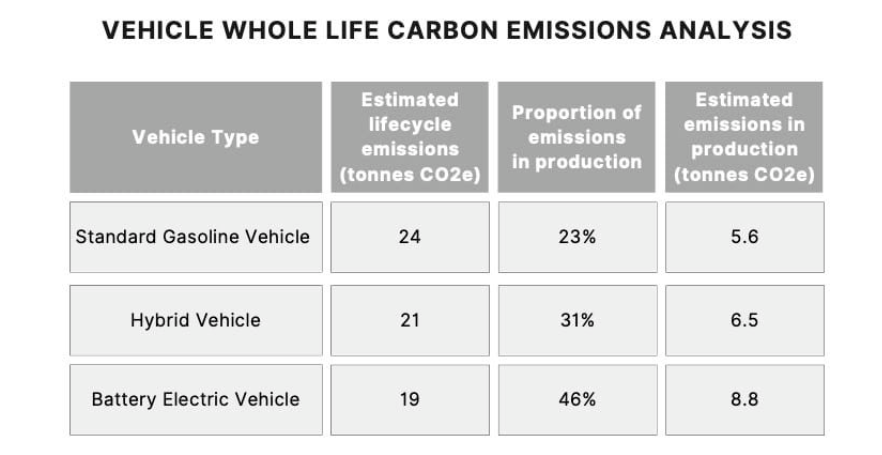 VEHICLE WHOLE LIFE CARBON EMISSIONS ANALYSIS
Vehicle Type
Estimated
lifecycle
emissions
(tonnes CO2e)
Proportion of
emissions
in production
Estimated
emissions in
production
(tonnes CO2e)
Standard Gasoline Vehicle 24 23% 5.6
Hybrid Vehicle 21 31% 6.5
Battery Electric Vehicle 19 46% 8.8